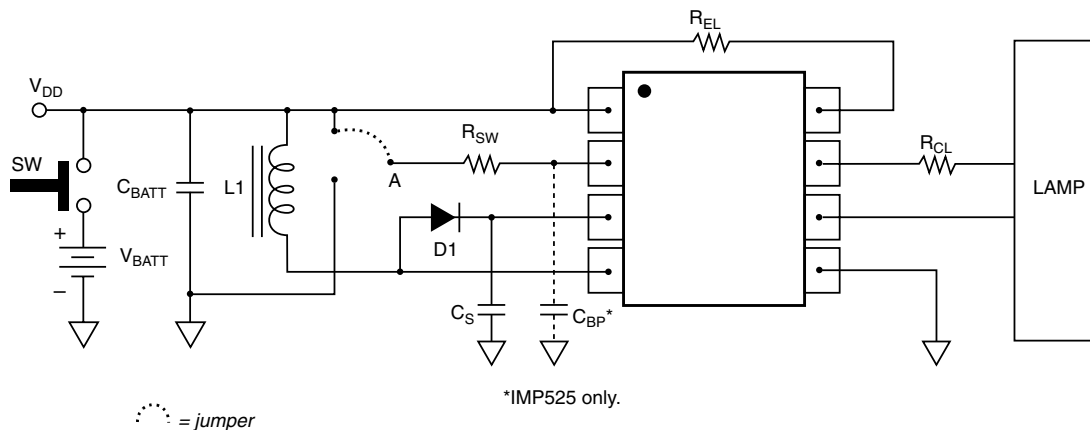 R_EL
V_DD
SW
C_BATT
L1
R_SW
A
R_CL
LAMP
+
V_BATT
–
D1
C_S
C_BP*
*IMP525 only.
= jumper